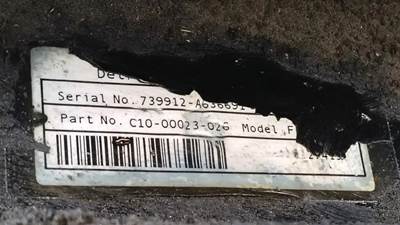 Serial No. 739912-A636691
Part No. C10-00023-026 Model F